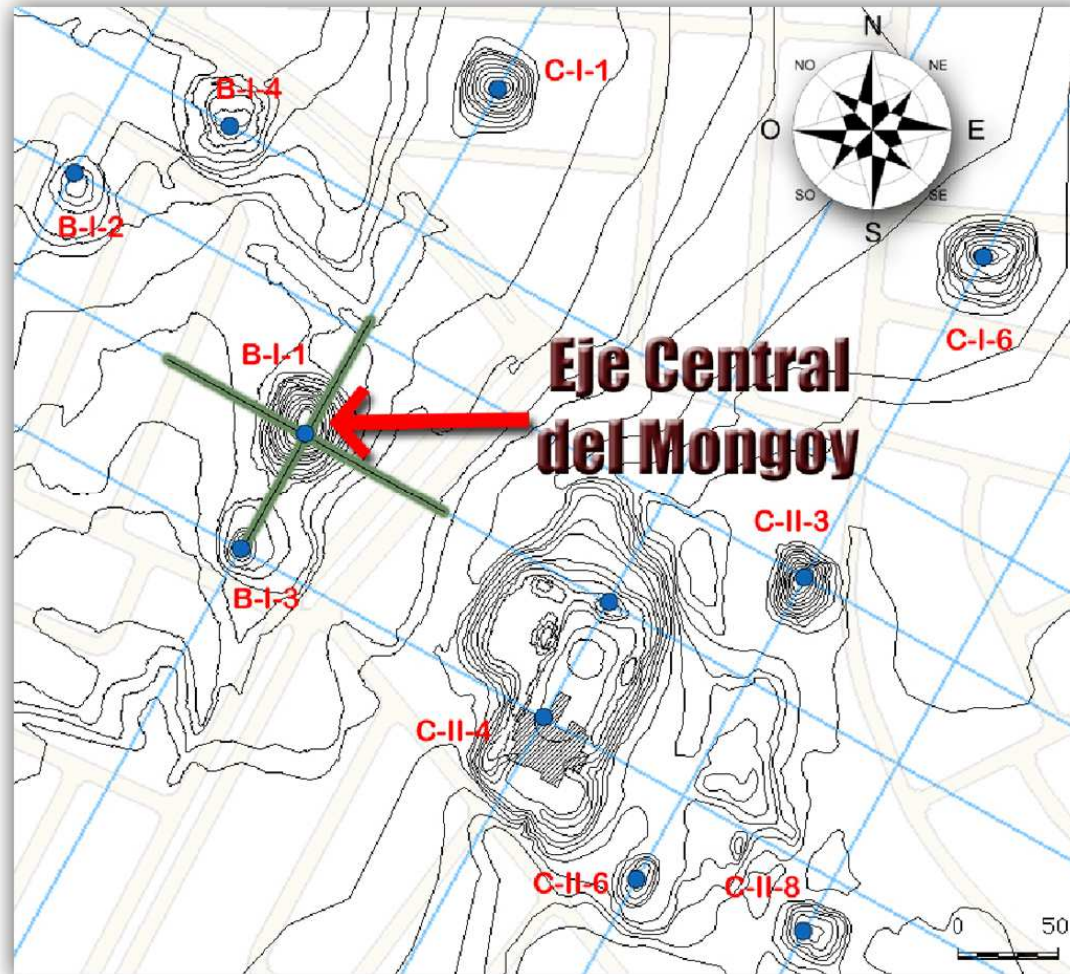 N
NO
NE
O
E
SO
SE
S
B-I-4
C-I-1
B-I-2
C-I-6
B-I-1
Eje Central
del Mongoy
C-II-3
B-I-3
C-II-4
C-II-6
C-II-8
0 50